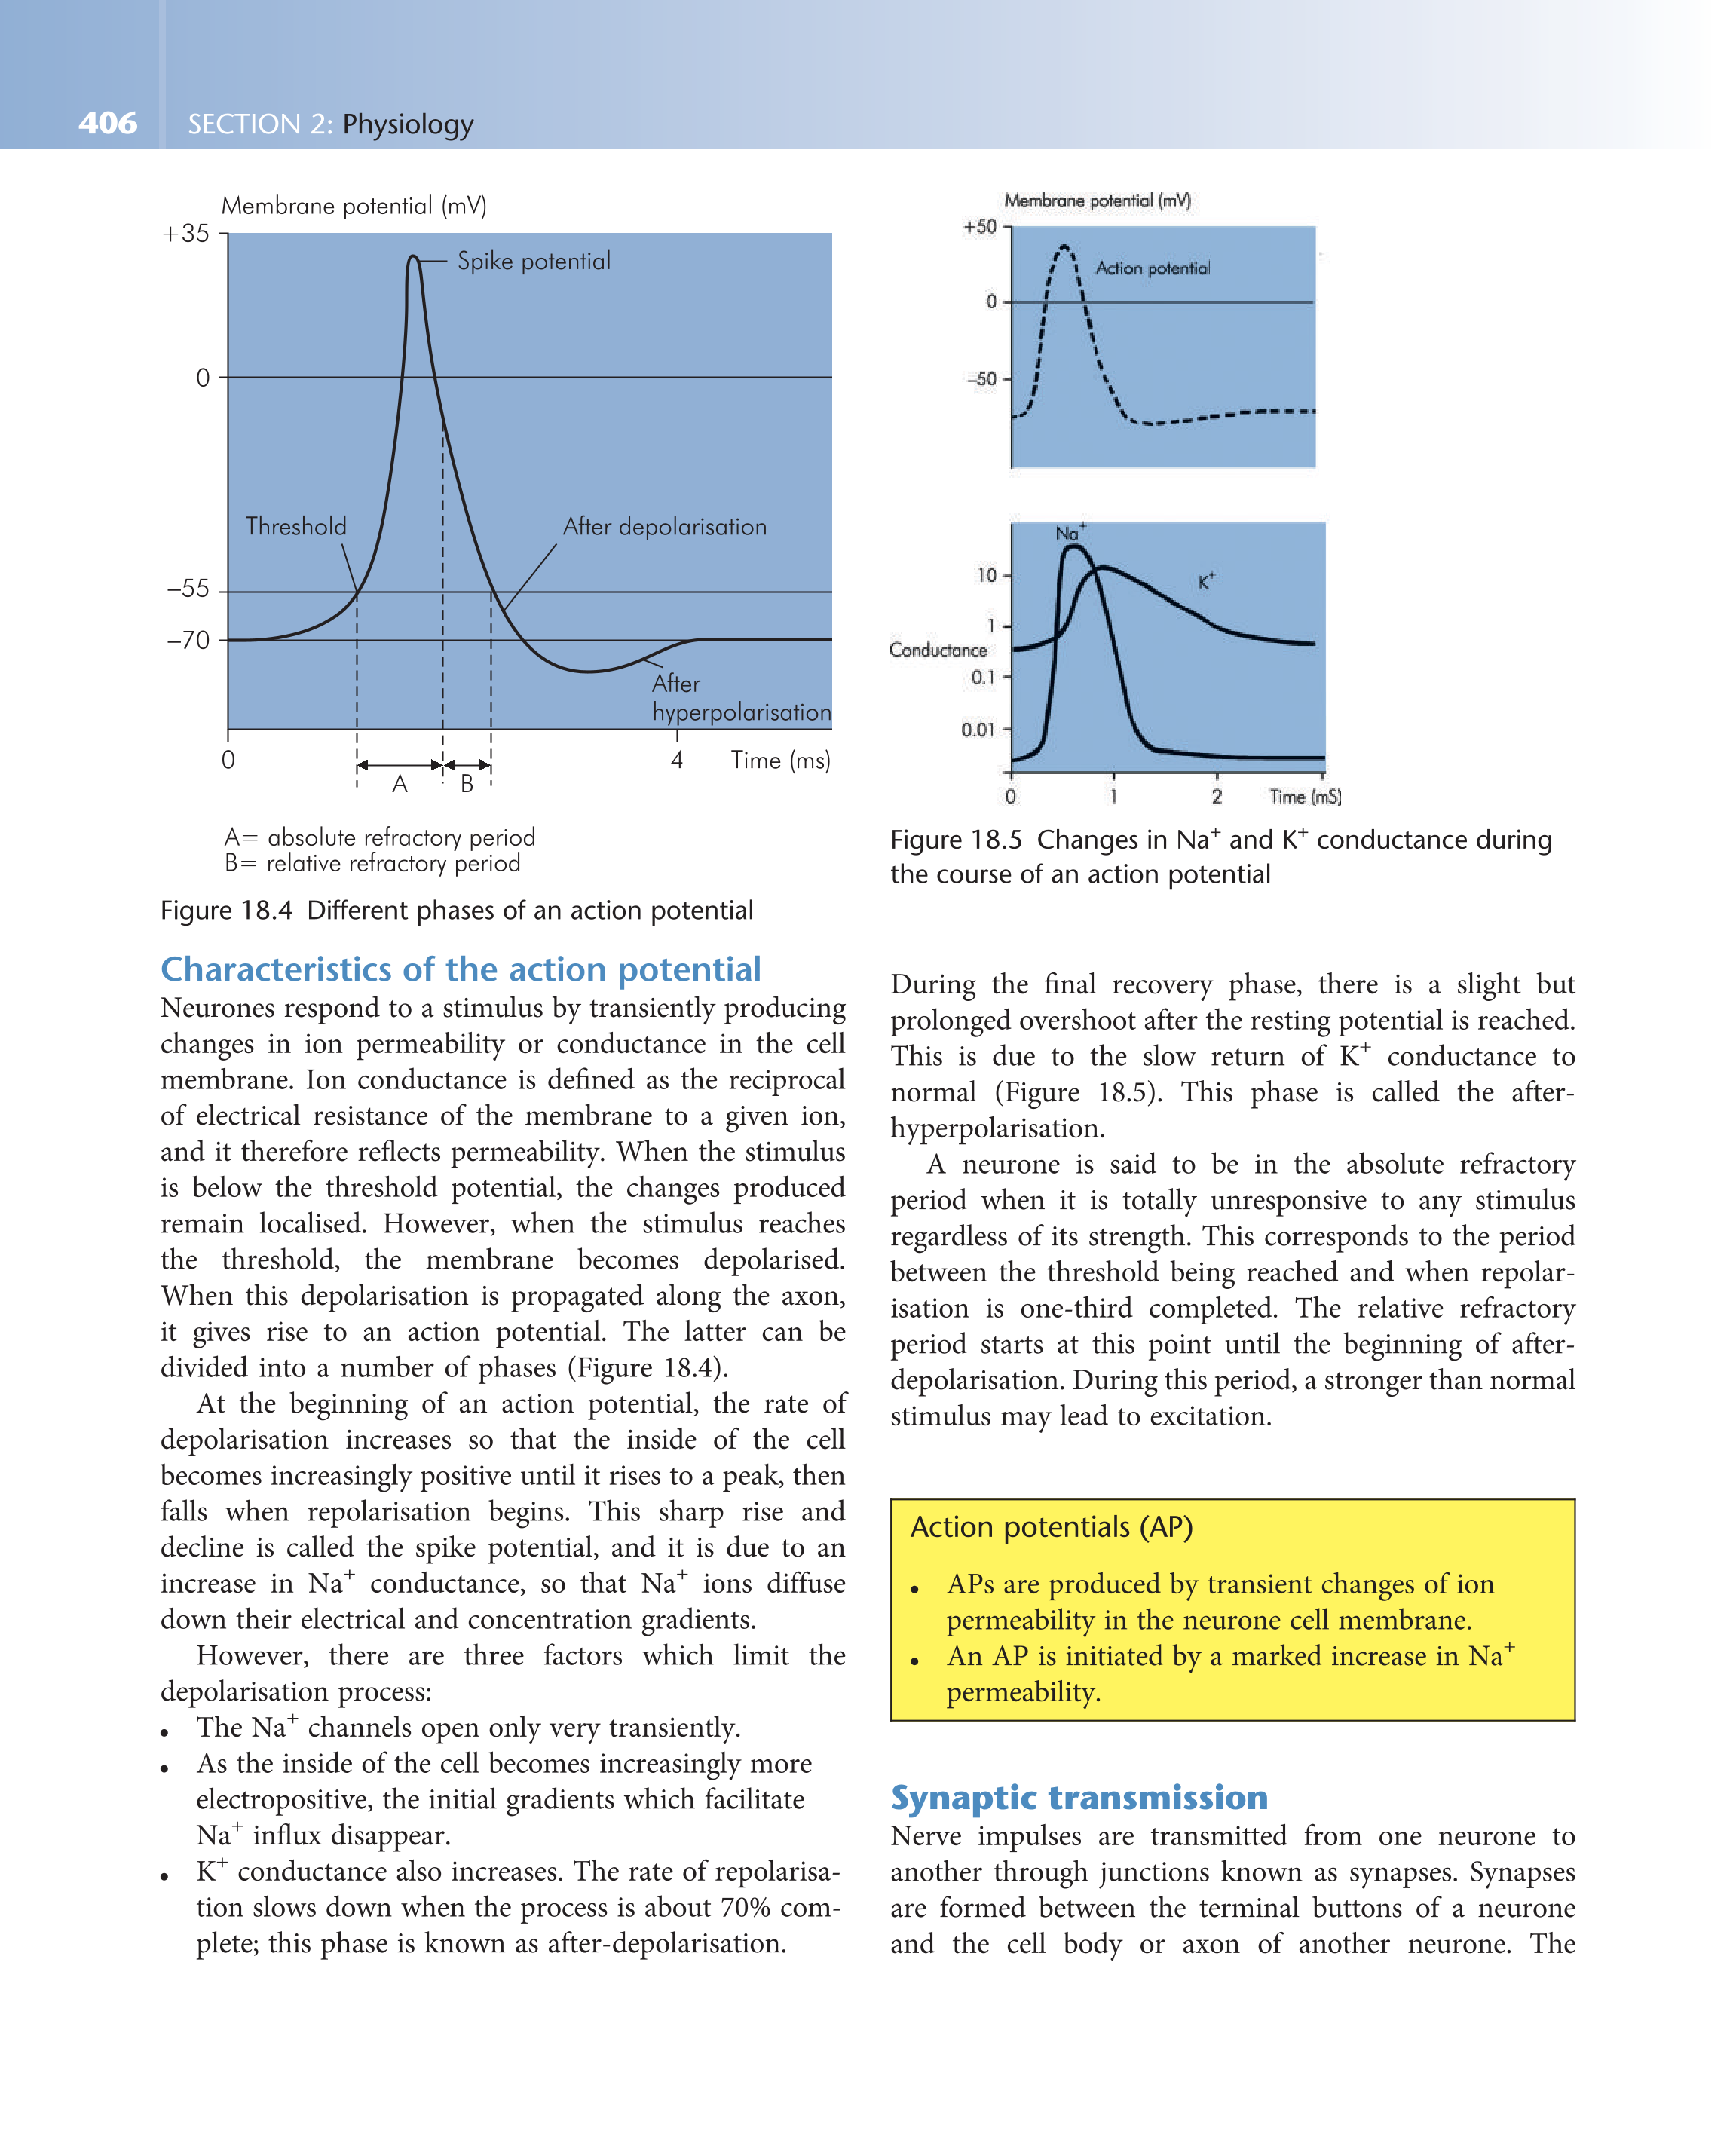 406 SECTION 2: Physiology
Membrane potential (mV)
+35
Spike potential
0
Threshold
After depolarisation
–55
–70
After
hyperpolarisation
0
4
Time (ms)
A
B
A= absolute refractory period
B= relative refractory period
Figure 18.4 Different phases of an action potential
Characteristics of the action potential
Neurones respond to a stimulus by transiently producing
changes in ion permeability or conductance in the cell
membrane. Ion conductance is defined as the reciprocal
of electrical resistance of the membrane to a given ion,
and it therefore reflects permeability. When the stimulus
is below the threshold potential, the changes produced
remain localised. However, when the stimulus reaches
the threshold, the membrane becomes depolarised.
When this depolarisation is propagated along the axon,
it gives rise to an action potential. The latter can be
divided into a number of phases (Figure 18.4).
At the beginning of an action potential, the rate of
depolarisation increases so that the inside of the cell
becomes increasingly positive until it rises to a peak, then
falls when repolarisation begins. This sharp rise and
decline is called the spike potential, and it is due to an
increase in Na⁺ conductance, so that Na⁺ ions diffuse
down their electrical and concentration gradients.
However, there are three factors which limit the
depolarisation process:
• The Na⁺ channels open only very transiently.
• As the inside of the cell becomes increasingly more
electropositive, the initial gradients which facilitate
Na⁺ influx disappear.
• K⁺ conductance also increases. The rate of repolarisa-
tion slows down when the process is about 70% com-
plete; this phase is known as after-depolarisation.
Membrane potential (mV)
+50
Action potential
0
–50
Na⁺
10
K⁺
1
Conductance
0.1
0.01
0
1
2
Time (mS)
Figure 18.5 Changes in Na⁺ and K⁺ conductance during
the course of an action potential
During the final recovery phase, there is a slight but
prolonged overshoot after the resting potential is reached.
This is due to the slow return of K⁺ conductance to
normal (Figure 18.5). This phase is called the after-
hyperpolarisation.
A neurone is said to be in the absolute refractory
period when it is totally unresponsive to any stimulus
regardless of its strength. This corresponds to the period
between the threshold being reached and when repolar-
isation is one-third completed. The relative refractory
period starts at this point until the beginning of after-
depolarisation. During this period, a stronger than normal
stimulus may lead to excitation.
Action potentials (AP)
• APs are produced by transient changes of ion
permeability in the neurone cell membrane.
• An AP is initiated by a marked increase in Na⁺
permeability.
Synaptic transmission
Nerve impulses are transmitted from one neurone to
another through junctions known as synapses. Synapses
are formed between the terminal buttons of a neurone
and the cell body or axon of another neurone. The